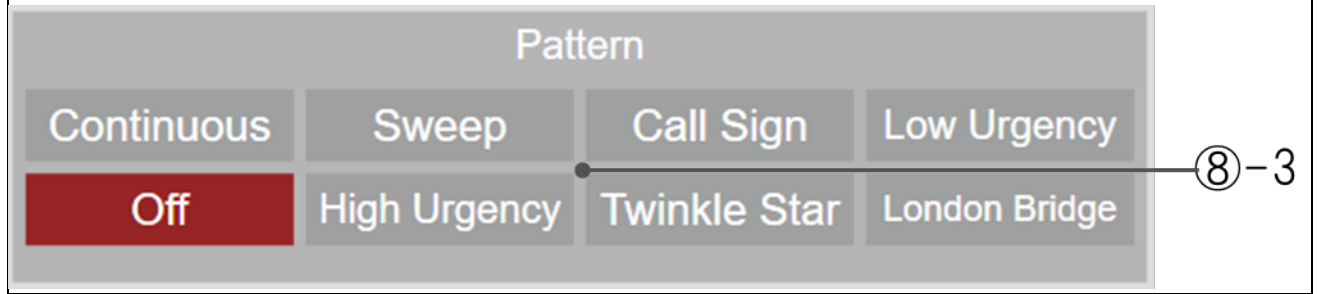 Pattern
Continuous Sweep Call Sign Low Urgency
⑧-3
Off High Urgency Twinkle Star London Bridge